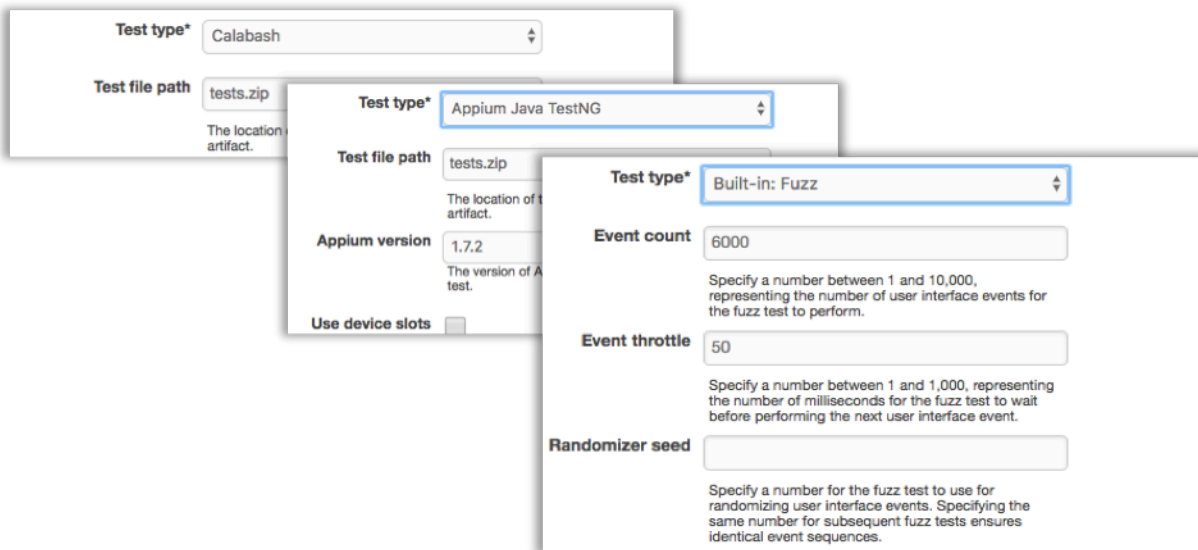 Test type* Calabash
Test file path tests.zip
The location
artifact.
Test type* Appium Java TestNG
Test file path tests.zip
The location of t
artifact.
Appium version 1.7.2
The version of A
test.
Use device slots
Test type* Built-in: Fuzz
Event count 6000
Specify a number between 1 and 10,000,
representing the number of user interface events for
the fuzz test to perform.
Event throttle 50
Specify a number between 1 and 1,000, representing
the number of milliseconds for the fuzz test to wait
before performing the next user interface event.
Randomizer seed
Specify a number for the fuzz test to use for
randomizing user interface events. Specifying the
same number for subsequent fuzz tests ensures
identical event sequences.